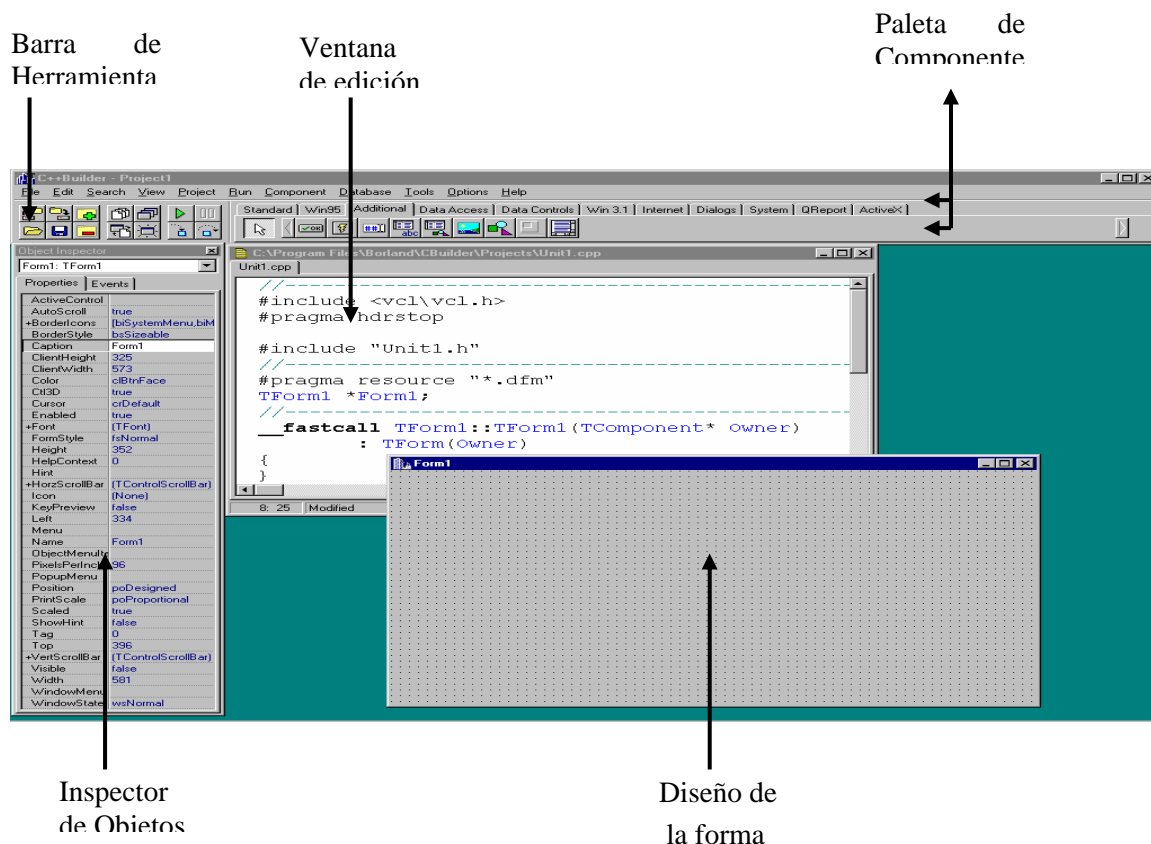 Barra de
Herramienta
Ventana
de edición
Paleta de
Componente
C++Builder - Project1
File Edit Search View Project Run Component Database Tools Options Help
Standard Win95 Additional Data Access Data Controls Win 3.1 Internet Dialogs System QReport ActiveX
OK
abc
Object Inspector
Form1: TForm1
Properties Events
ActiveControl
AutoScroll true
+BorderIcons [biSystemMenu,biM
BorderStyle bsSizeable
Caption Form1
ClientHeight 325
ClientWidth 573
Color clBtnFace
Ctl3D true
Cursor crDefault
Enabled true
+Font (TFont)
FormStyle fsNormal
Height 352
HelpContext 0
Hint
+HorzScrollBar (TControlScrollBar)
Icon (None)
KeyPreview false
Left 334
Menu
Name Form1
ObjectMenuIte
PixelsPerInch 96
PopupMenu
Position poDesigned
PrintScale poProportional
Scaled true
ShowHint false
Tag 0
Top 396
+VertScrollBar (TControlScrollBar)
Visible false
Width 581
WindowMenu
WindowState wsNormal
C:\Program Files\Borland\CBuilder\Projects\Unit1.cpp
Unit1.cpp
//------------------------------------------
#include <vcl\vcl.h>
#pragma hdrstop
#include "Unit1.h"
//------------------------------------------
#pragma resource "*.dfm"
TForm1 *Form1;
//------------------------------------------
__fastcall TForm1::TForm1(TComponent* Owner)
: TForm(Owner)
{
}
8: 25 Modified
Form1
Inspector
de Objetos
Diseño de
la forma